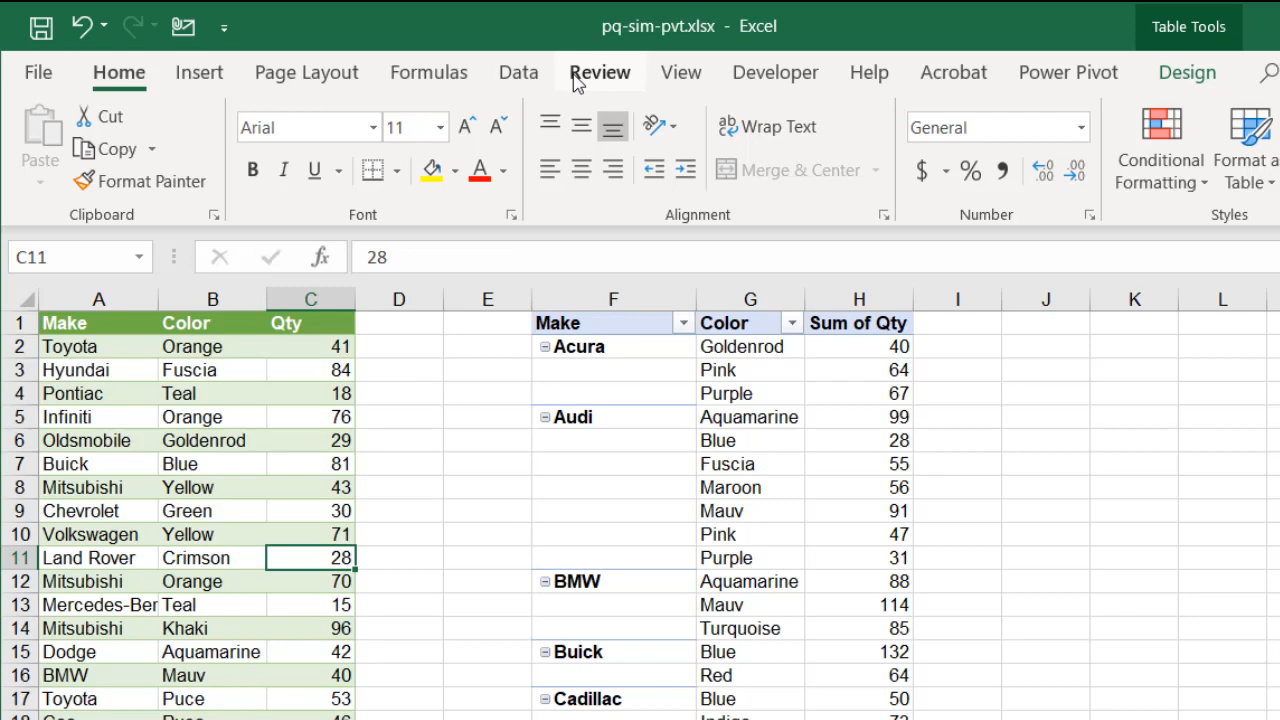 pq-sim-pvt.xlsx - Excel
Table Tools
File Home Insert Page Layout Formulas Data Review View Developer Help Acrobat Power Pivot Design
Paste
Cut
Copy
Format Painter
Clipboard
Arial 11
B I U
Font
Wrap Text
Merge & Center
Alignment
General
$ % ,
Number
Conditional
Formatting
Format a
Table
Styles
C11 fx 28
A B C D E F G H I J K L
1 Make Color Qty Make Color Sum of Qty
2 Toyota Orange 41 Acura Goldenrod 40
3 Hyundai Fuscia 84 Pink 64
4 Pontiac Teal 18 Purple 67
5 Infiniti Orange 76 Audi Aquamarine 99
6 Oldsmobile Goldenrod 29 Blue 28
7 Buick Blue 81 Fuscia 55
8 Mitsubishi Yellow 43 Maroon 56
9 Chevrolet Green 30 Mauv 91
10 Volkswagen Yellow 71 Pink 47
11 Land Rover Crimson 28 Purple 31
12 Mitsubishi Orange 70 BMW Aquamarine 88
13 Mercedes-Ber Teal 15 Mauv 114
14 Mitsubishi Khaki 96 Turquoise 85
15 Dodge Aquamarine 42 Buick Blue 132
16 BMW Mauv 40 Red 64
17 Toyota Puce 53 Cadillac Blue 50